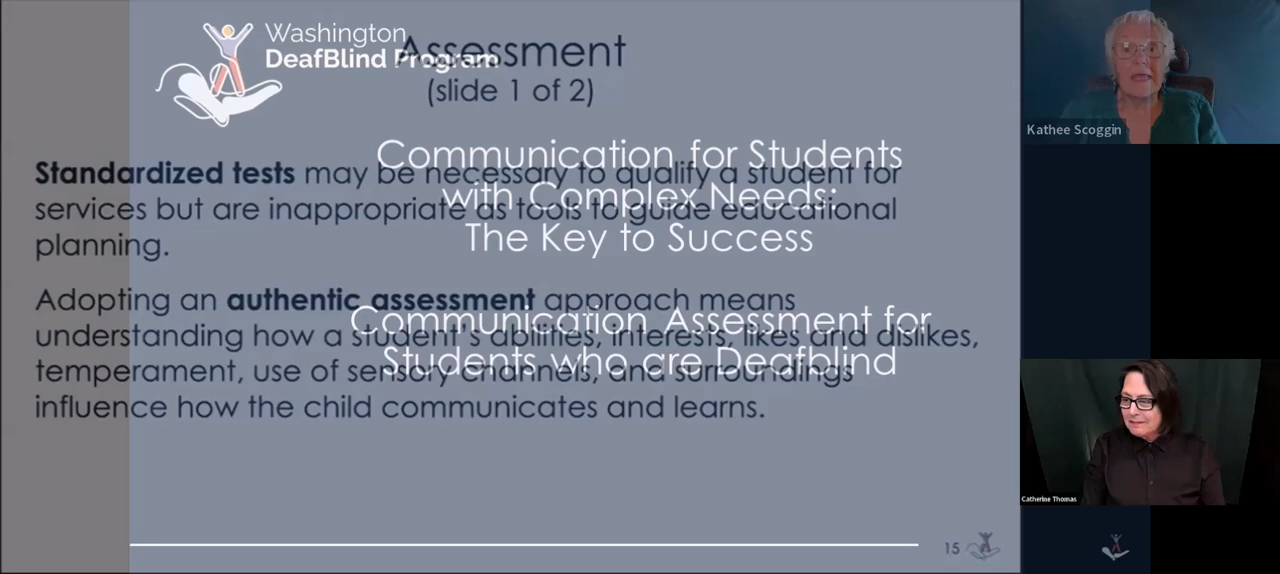 Washington
DeafBlind Program
Assessment
(slide 1 of 2)
Communication for Students
with Complex Needs:
The Key to Success
Standardized tests may be necessary to qualify a student for
services but are inappropriate as tools to guide educational
planning.
Communication Assessment for
Students who are Deafblind
Adopting an authentic assessment approach means
understanding how a student's abilities, interests, likes and dislikes,
temperament, use of sensory channels, and surroundings
influence how the child communicates and learns.
15
Kathee Scoggin
Catherine Thomas